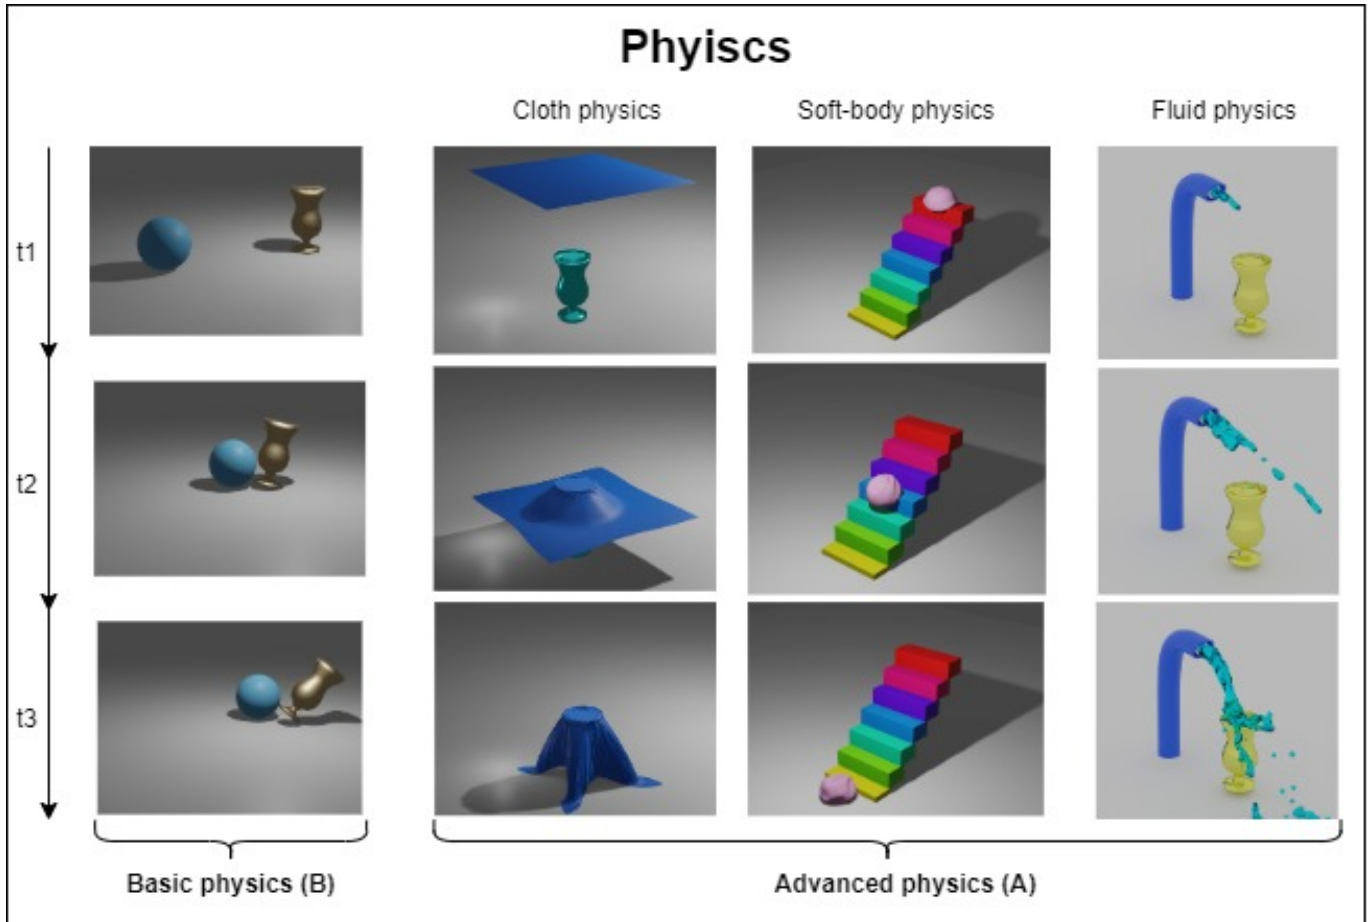 Phyiscs
Cloth physics Soft-body physics Fluid physics
t1
t2
t3
Basic physics (B) Advanced physics (A)